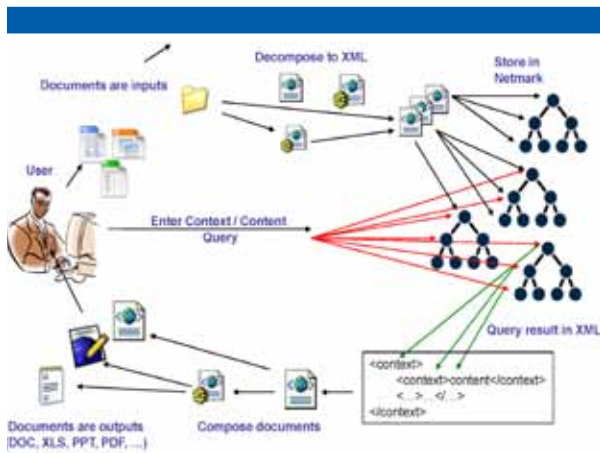 Decompose to XML
Store in
Netmark
Documents are inputs
User
Enter Context / Content
Query
Query result in XML
<context>
<context>content</context>
<...>...</...>
</context>
Compose documents
Documents are outputs
(DOC, XLS, PPT, PDF, ...)